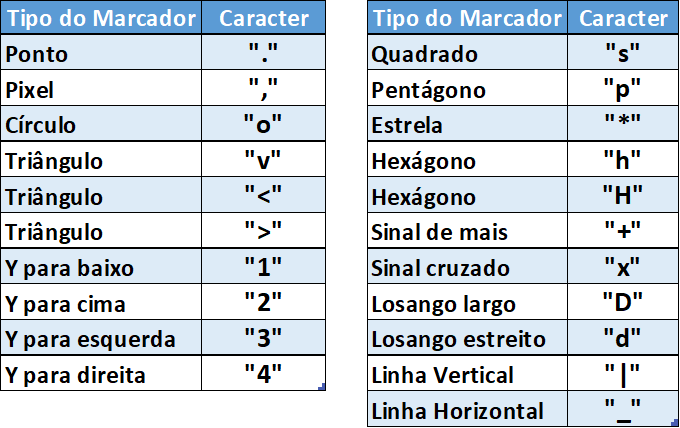 Tipo do Marcador Caracter
Ponto "."
Pixel ","
Círculo "o"
Triângulo "v"
Triângulo "<"
Triângulo ">"
Y para baixo "1"
Y para cima "2"
Y para esquerda "3"
Y para direita "4"
Tipo do Marcador Caracter
Quadrado "s"
Pentágono "p"
Estrela "*"
Hexágono "h"
Hexágono "H"
Sinal de mais "+"
Sinal cruzado "x"
Losango largo "D"
Losango estreito "d"
Linha Vertical "|"
Linha Horizontal "_"